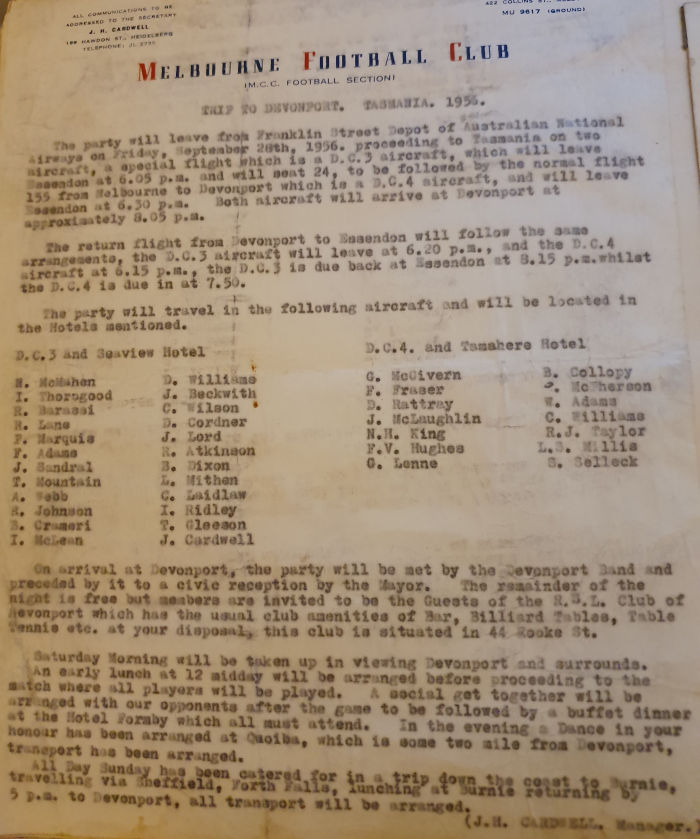 ALL COMMUNICATIONS TO BE
ADDRESSED TO THE SECRETARY
J. H. CARDWELL
HAWDON ST., HEIDELBERG
TELEPHONE: JL
422 COLLINS ST.,
MU 9617 (GROUND)
MELBOURNE FOOTBALL CLUB
(M.C.C. FOOTBALL SECTION)
TRIP TO DEVONPORT. TASMANIA. 1956.
The party will leave from Franklin Street Depot of Australian National
Airways on Friday, September 28th, 1956. proceeding to Tasmania on two
aircraft, a special flight which is a D.C.3 aircraft, which will leave
Essendon at 6.05 p.m. and will seat 24, to be followed by the normal flight
155 from Melbourne to Devonport which is a D.C.4 aircraft, and will leave
Essendon at 6.30 p.m. Both aircraft will arrive at Devonport at
approximately 8.05 p.m.
The return flight from Devonport to Essendon will follow the same
arrangements, the D.C.3 aircraft will leave at 6.20 p.m., and the D.C.4
aircraft at 6.15 p.m., the D.C.3 is due back at Essendon at 8.15 p.m.whilst
the D.C.4 is due in at 7.50.
The party will travel in the following aircraft and will be located in
the Hotels mentioned.
D.C.3 and Seaview Hotel
D.C.4. and Tamahere Hotel
N. McMahen D. Williams G. McGivern B. Collopy
I. Thorogood J. Beckwith F. Fraser McPherson
R. Barassi C. Wilson D. Rattray W. Adams
R. Lane D. Cordner J. McLaughlin C. Williams
P. Marquis J. Lord N.H. King R.J. Taylor
F. Adams R. Atkinson F.V. Hughes L.S. Millis
J. Sandral B. Dixon G. Lenne S. Selleck
T. Mountain L. Mithen
A. Webb G. Laidlaw
R. Johnson I. Ridley
B. Crameri T. Gleeson
I. McLean J. Cardwell
On arrival at Devonport, the party will be met by the Devonport Band and
preceded by it to a civic reception by the Mayor. The remainder of the
night is free but members are invited to be the Guests of the R.S.L. Club of
Devonport which has the usual club amenities of Bar, Billiard Tables, Table
Tennis etc. at your disposal, this club is situated in 44 Rooke St.
Saturday Morning will be taken up in viewing Devonport and surrounds.
An early lunch at 12 midday will be arranged before proceeding to the
match where all players will be played. A social get together will be
arranged with our opponents after the game to be followed by a buffet dinner
at the Hotel Formby which all must attend. In the evening a Dance in your
honour has been arranged at Quoiba, which is some two mile from Devonport,
transport has been arranged.
All Day Sunday has been catered for in a trip down the coast to Burnie,
travelling via Sheffield, Forth Falls, lunching at Burnie returning by
5 p.m. to Devonport, all transport will be arranged.
(J.H. CARDWELL. Manager.